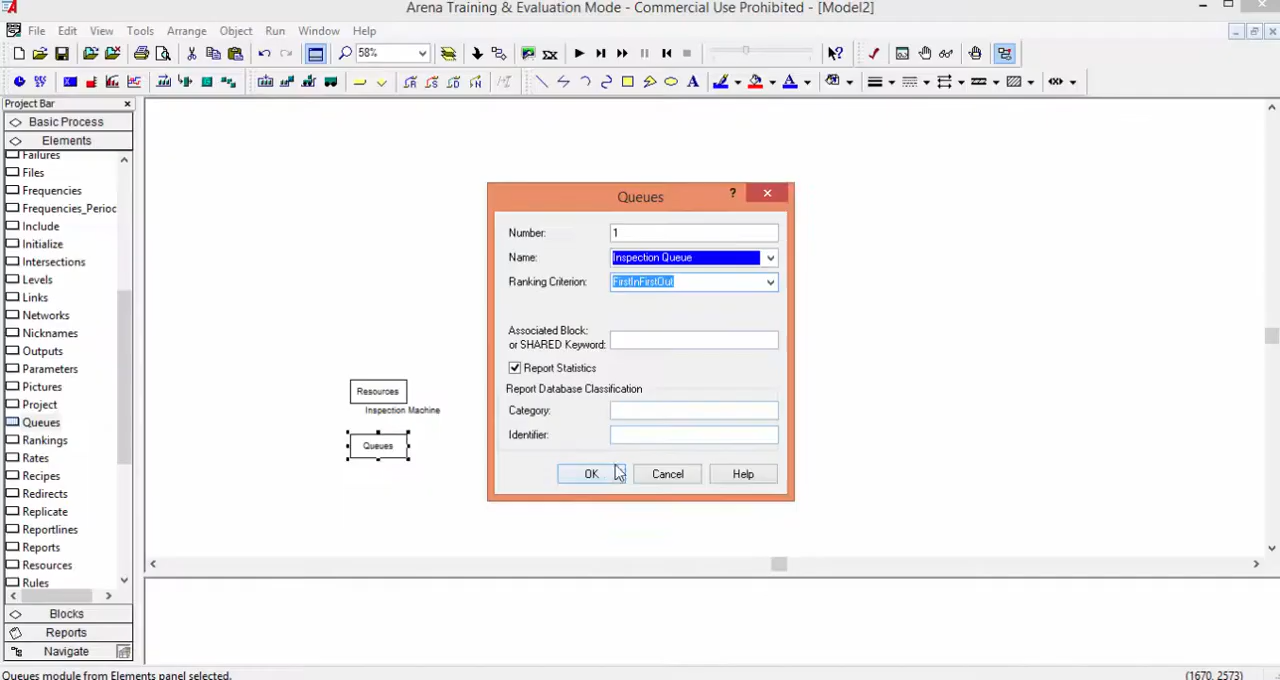 Arena Training & Evaluation Mode - Commercial Use Prohibited - [Model2]
File Edit View Tools Arrange Object Run Window Help
58%
Project Bar
Basic Process
Elements
Failures
Files
Frequencies
Frequencies_Period
Include
Initialize
Intersections
Levels
Links
Networks
Nicknames
Outputs
Parameters
Pictures
Project
Queues
Rankings
Rates
Recipes
Redirects
Replicate
Reportlines
Reports
Resources
Rules
Blocks
Reports
Navigate
Resources
Inspection Machine
Queues
Queues
Number: 1
Name: Inspection Queue
Ranking Criterion: FirstInFirstOut
Associated Block:
or SHARED Keyword:
Report Statistics
Report Database Classification
Category:
Identifier:
OK Cancel Help
Queues module from Elements panel selected.
(1670, 2573)